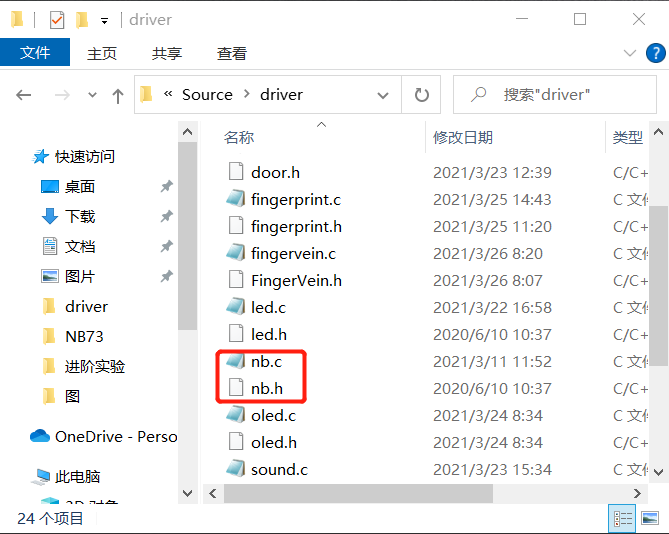 driver
文件 主页 共享 查看
« Source driver 搜索"driver"
名称 修改日期 类型
快速访问
桌面
下载
文档
图片
driver
NB73
进阶实验
图
OneDrive - Perso
此电脑
door.h 2021/3/23 12:39 C/C+
fingerprint.c 2021/3/25 14:43 C 文
fingerprint.h 2021/3/25 11:20 C/C+
fingervein.c 2021/3/26 8:20 C 文
FingerVein.h 2021/3/26 8:07 C/C+
led.c 2021/3/22 16:58 C 文
led.h 2020/6/10 10:37 C/C+
nb.c 2021/3/11 11:52 C 文
nb.h 2020/6/10 10:37 C/C+
oled.c 2021/3/24 8:34 C 文
oled.h 2021/3/24 8:34 C/C+
sound.c 2021/3/23 15:34 C 文
24 个项目